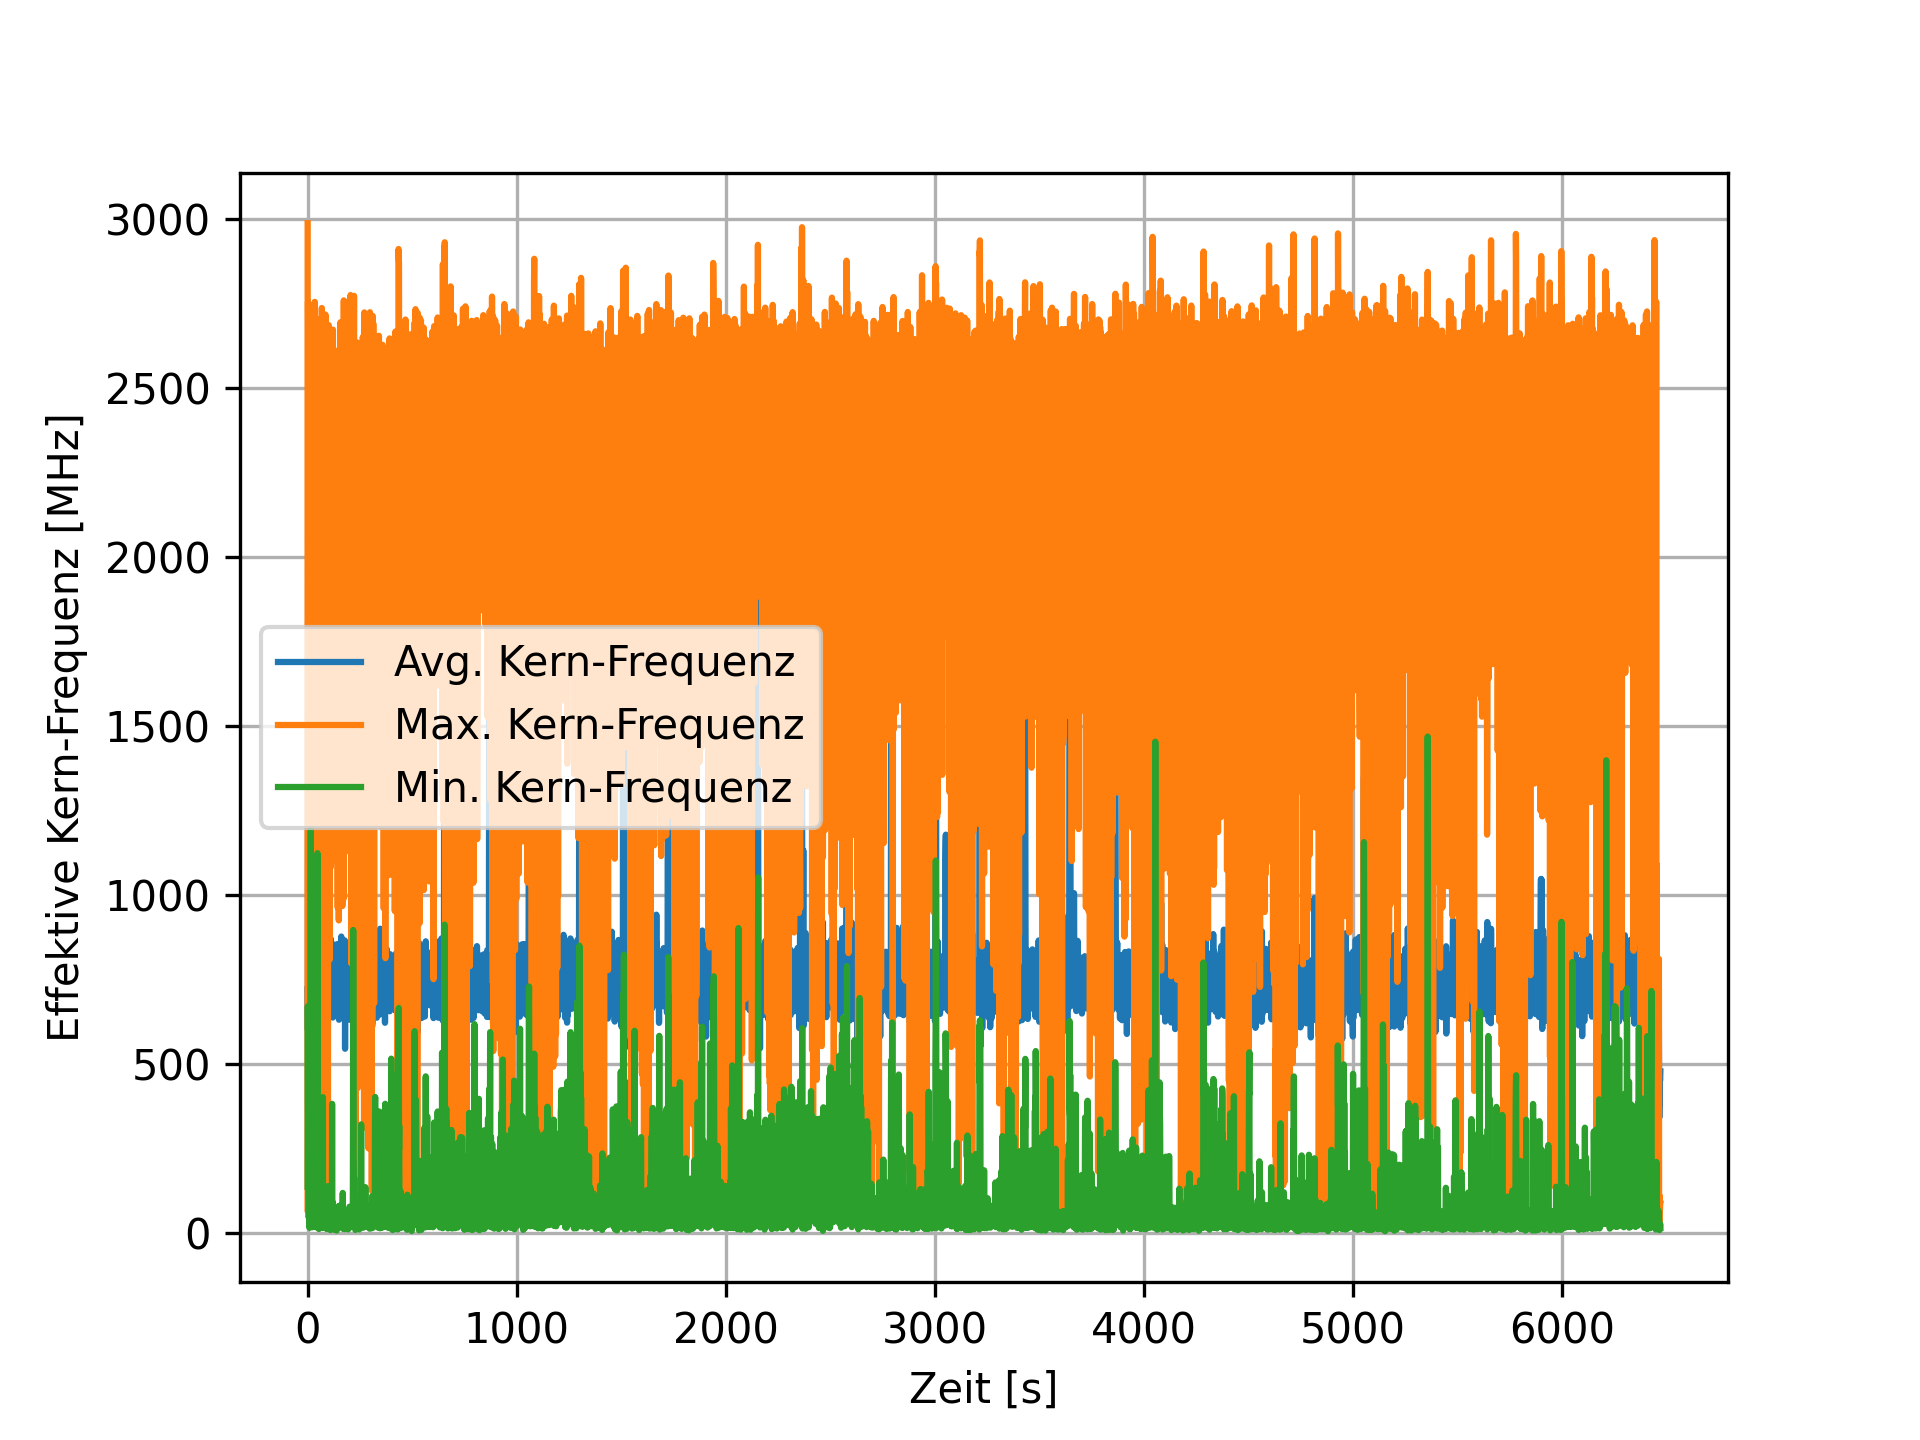 Effektive Kern-Frequenz [MHz]
3000
2500
2000
1500
1000
500
0
Avg. Kern-Frequenz
Max. Kern-Frequenz
Min. Kern-Frequenz
0 1000 2000 3000 4000 5000 6000
Zeit [s]